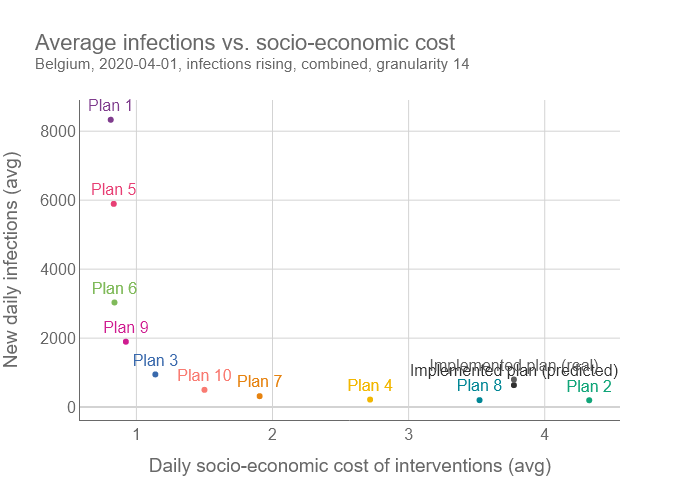 Average infections vs. socio-economic cost
Belgium, 2020-04-01, infections rising, combined, granularity 14
New daily infections (avg)
8000
6000
4000
2000
0
Plan 1
Plan 5
Plan 6
Plan 9
Plan 3
Plan 10
Plan 7
Plan 4
Implemented plan (real)
Implemented plan (predicted)
Plan 8
Plan 2
1
2
3
4
Daily socio-economic cost of interventions (avg)